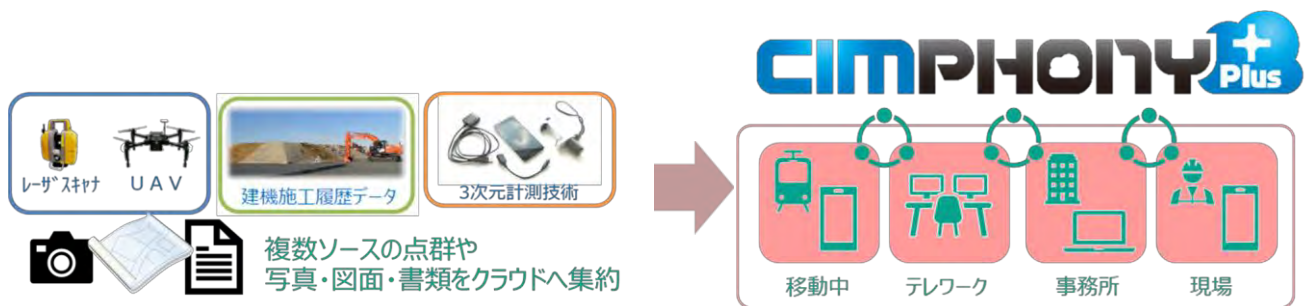 レーザスキャナ
UAV
建機施工履歴データ
3次元計測技術
複数ソースの点群や
写真・図面・書類をクラウドへ集約
CIMPHONY
+
Plus
移動中
テレワーク
事務所
現場